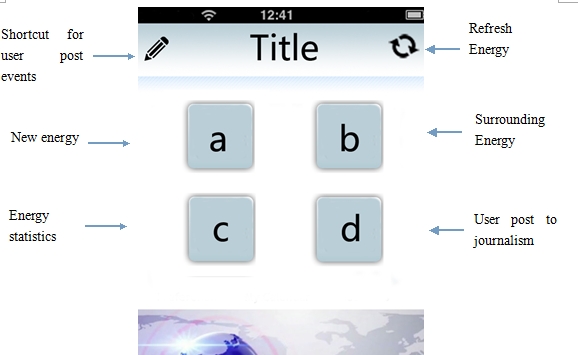 12:41
Shortcut for
user post
events
Title
Refresh
Energy
New energy
a
b
Surrounding
Energy
Energy
statistics
c
d
User post to
journalism